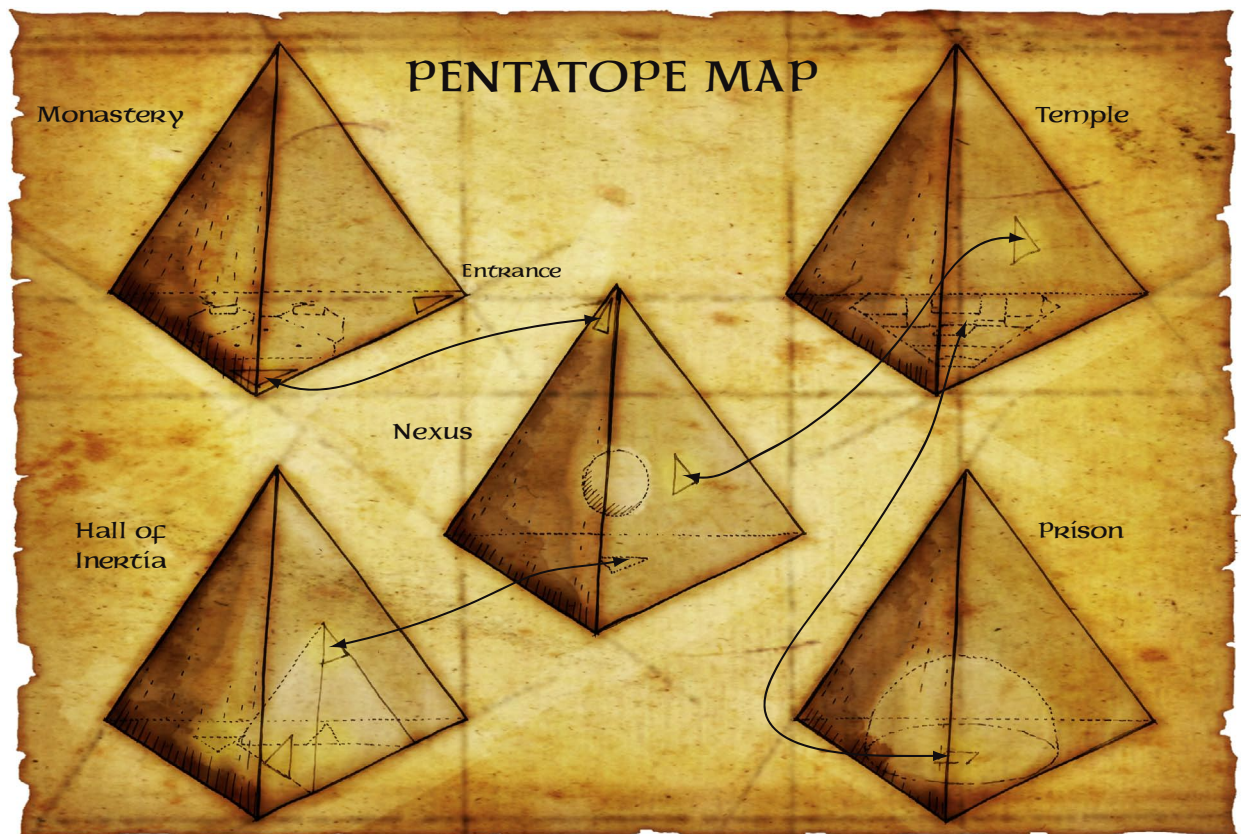 PENTATOPE MAP
Monastery
Temple
Entrance
Nexus
Hall of
Inertia
Prison